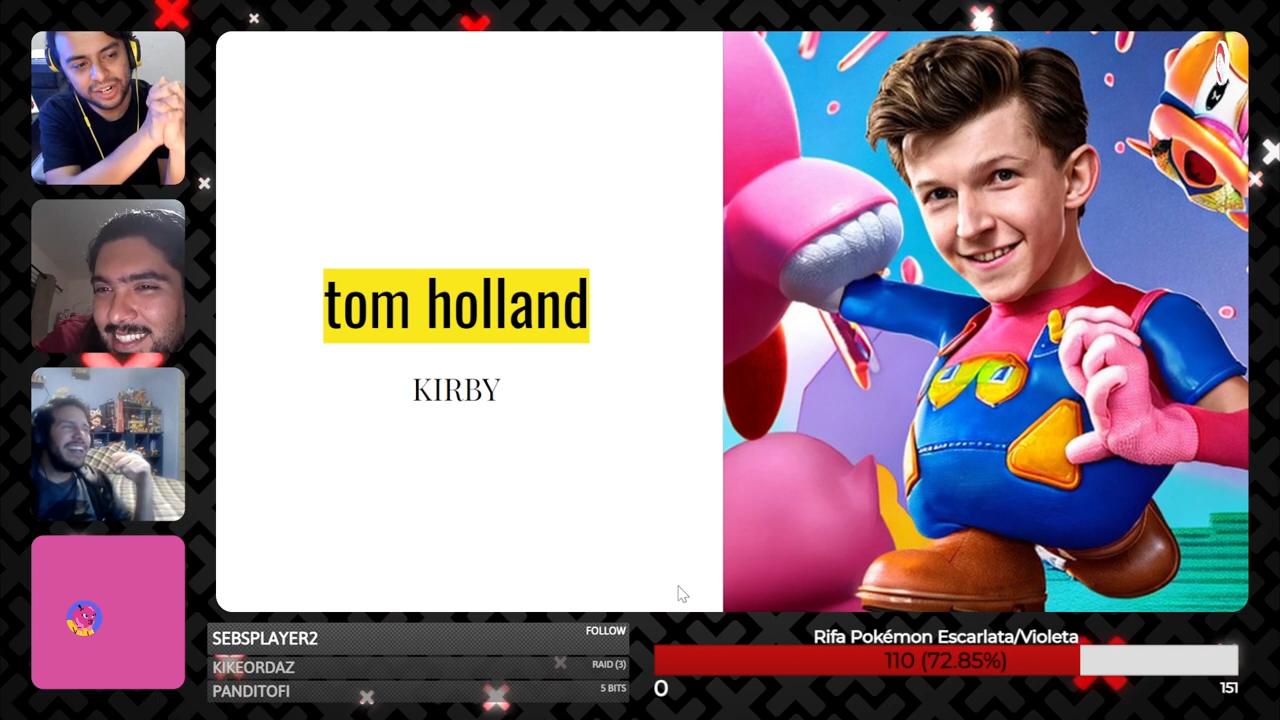 tom holland
KIRBY
SEBSPLAYER2
FOLLOW
KIKEORDAZ
RAID (3)
PANDITOFI
5 BITS
Rifa Pokémon Escarlata/Violeta
110 (72.85%)
0
151